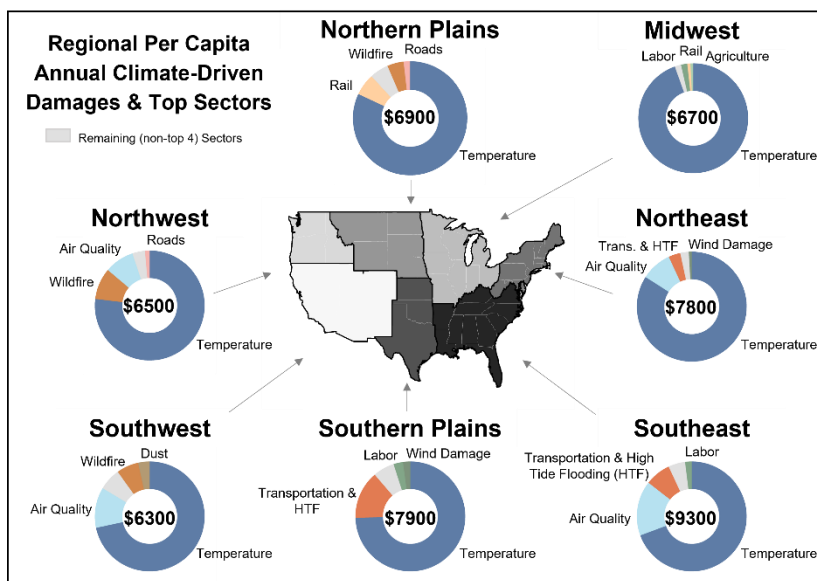 Regional Per Capita
Annual Climate-Driven
Damages & Top Sectors
Remaining (non-top 4) Sectors
Northern Plains
Wildfire
Roads
Rail
$6900
Temperature
Midwest
Labor
Rail
Agriculture
$6700
Temperature
Northwest
Air Quality
Roads
Wildfire
$6500
Temperature
Northeast
Trans. & HTF
Wind Damage
Air Quality
$7800
Temperature
Southwest
Wildfire
Dust
Air Quality
$6300
Temperature
Southern Plains
Labor
Wind Damage
Transportation &
HTF
$7900
Temperature
Southeast
Transportation & High
Tide Flooding (HTF)
Labor
Air Quality
$9300
Temperature